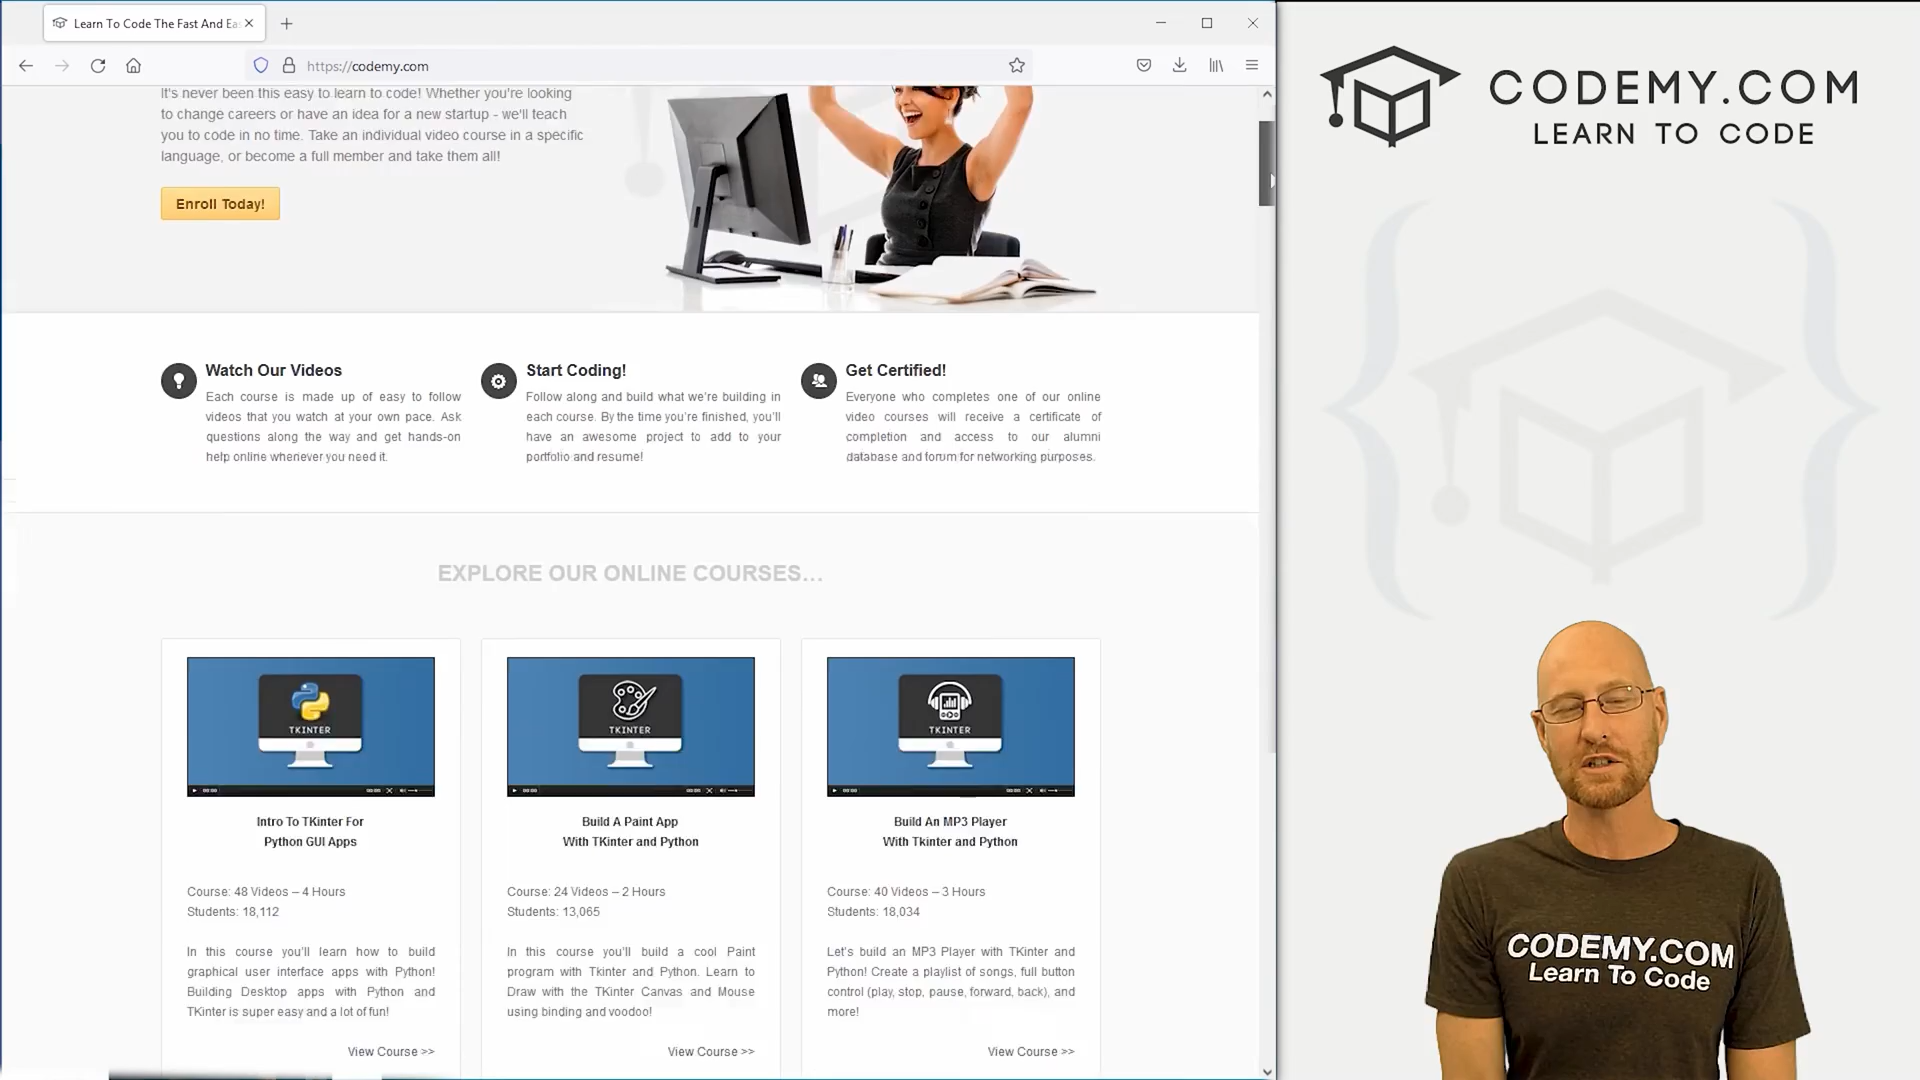 Learn To Code The Fast And Ea
https://codemy.com
It's never been this easy to learn to code! Whether you're looking
to change careers or have an idea for a new startup - we'll teach
you to code in no time. Take an individual video course in a specific
language, or become a full member and take them all!
Enroll Today!
Watch Our Videos
Each course is made up of easy to follow
videos that you watch at your own pace. Ask
questions along the way and get hands-on
help online whenever you need it.
Start Coding!
Follow along and build what we're building in
each course. By the time you're finished, you'll
have an awesome project to add to your
portfolio and resume!
Get Certified!
Everyone who completes one of our online
video courses will receive a certificate of
completion and access to our alumni
database and forum for networking purposes.
EXPLORE OUR ONLINE COURSES...
TKINTER
Intro To TKinter For
Python GUI Apps
Course: 48 Videos – 4 Hours
Students: 18,112
In this course you'll learn how to build
graphical user interface apps with Python!
Building Desktop apps with Python and
TKinter is super easy and a lot of fun!
View Course >>
TKINTER
Build A Paint App
With TKinter and Python
Course: 24 Videos – 2 Hours
Students: 13,065
In this course you'll build a cool Paint
program with Tkinter and Python. Learn to
Draw with the TKinter Canvas and Mouse
using binding and voodoo!
View Course >>
TKINTER
Build An MP3 Player
With Tkinter and Python
Course: 40 Videos – 3 Hours
Students: 18,034
Let's build an MP3 Player with TKinter and
Python! Create a playlist of songs, full button
control (play, stop, pause, forward, back), and
more!
View Course >>
CODEMY.COM
LEARN TO CODE
CODEMY.COM
Learn To Code